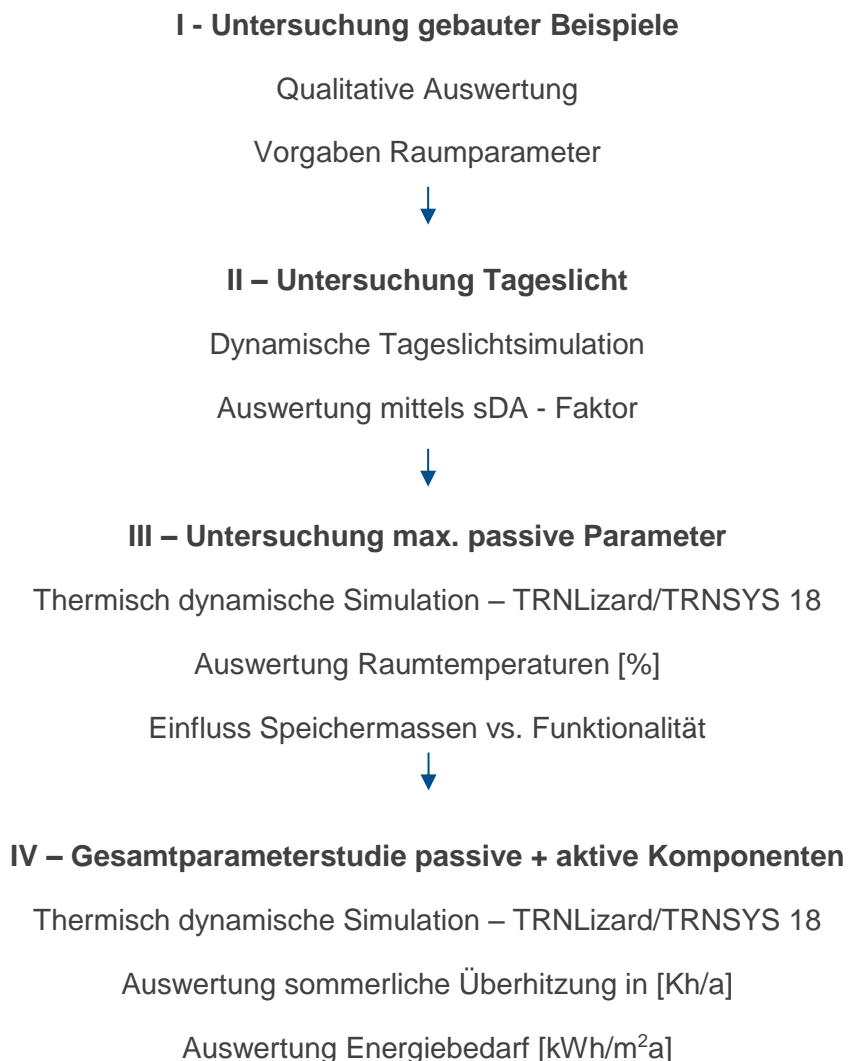 I - Untersuchung gebauter Beispiele
Qualitative Auswertung
Vorgaben Raumparameter
II – Untersuchung Tageslicht
Dynamische Tageslichtsimulation
Auswertung mittels sDA - Faktor
III – Untersuchung max. passive Parameter
Thermisch dynamische Simulation – TRNLizard/TRNSYS 18
Auswertung Raumtemperaturen [%]
Einfluss Speichermassen vs. Funktionalität
IV – Gesamtparameterstudie passive + aktive Komponenten
Thermisch dynamische Simulation – TRNLizard/TRNSYS 18
Auswertung sommerliche Überhitzung in [Kh/a]
Auswertung Energiebedarf [kWh/m²a]